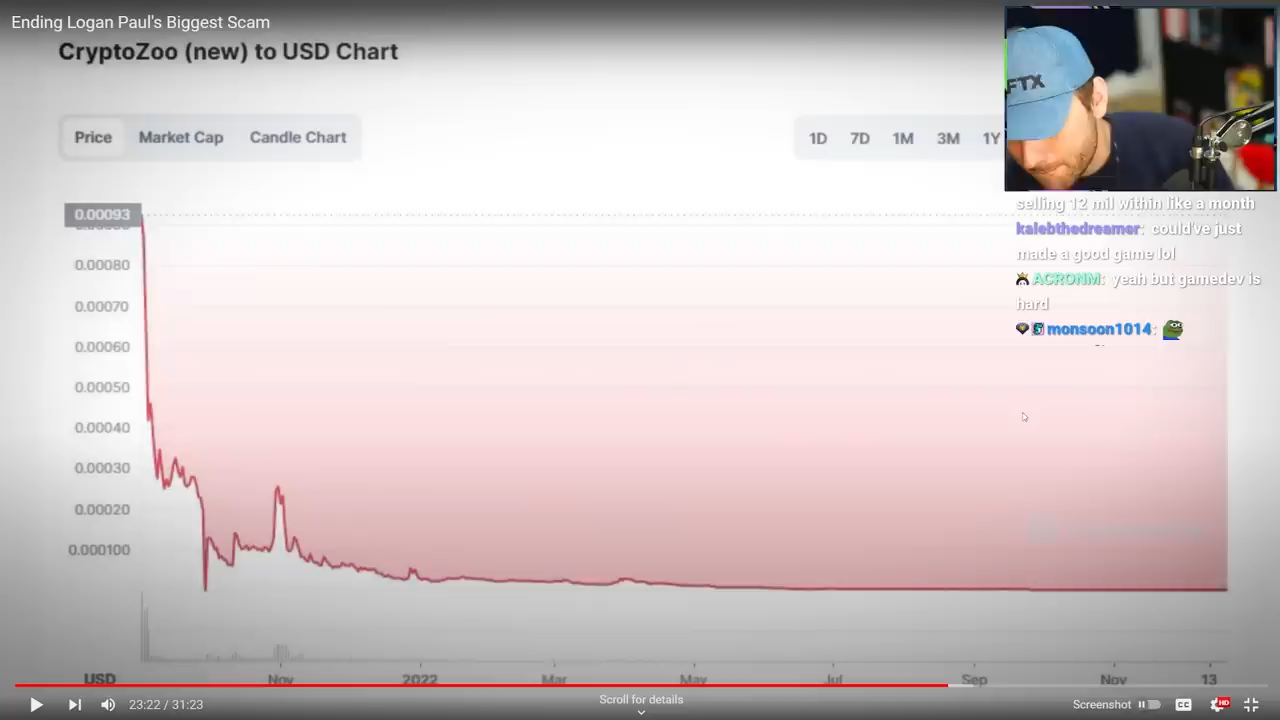 Ending Logan Paul's Biggest Scam
CryptoZoo (new) to USD Chart
Price Market Cap Candle Chart
1D 7D 1M 3M 1Y
FTX
0.00093
0.00080
0.00070
0.00060
0.00050
0.00040
0.00030
0.00020
0.000100
selling 12 mil within like a month
kalebthedreamer: could've just
made a good game lol
ACRONM: yeah but gamedev is
hard
monsoon1014:
USD Nov 2022 Mar May Jul Sep Nov 13
23:22 / 31:23
Scroll for details
Screenshot
CC
HD